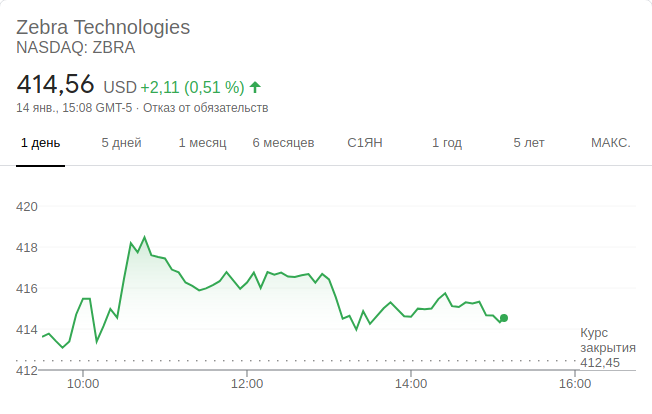 Zebra Technologies
NASDAQ: ZBRA
414,56 USD +2,11 (0,51 %)
14 янв., 15:08 GMT-5 · Отказ от обязательств
1 день 5 дней 1 месяц 6 месяцев С1ЯН 1 год 5 лет МАКС.
420
418
416
414
Курс
закрытия
412,45
412
10:00 12:00 14:00 16:00